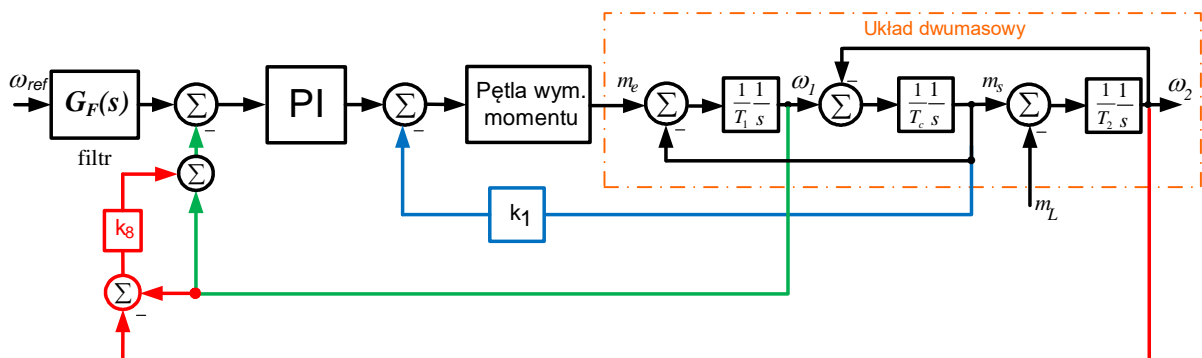 Układ dwumasowy
ω_ref
G_F(s)
filtr
Σ
−
PI
Σ
−
Pętla wym.
momentu
m_e
Σ
−
1/T_1 1/s
ω_1
Σ
−
1/T_c 1/s
m_s
Σ
−
1/T_2 1/s
ω_2
Σ
k_8
k_1
m_L
Σ
−